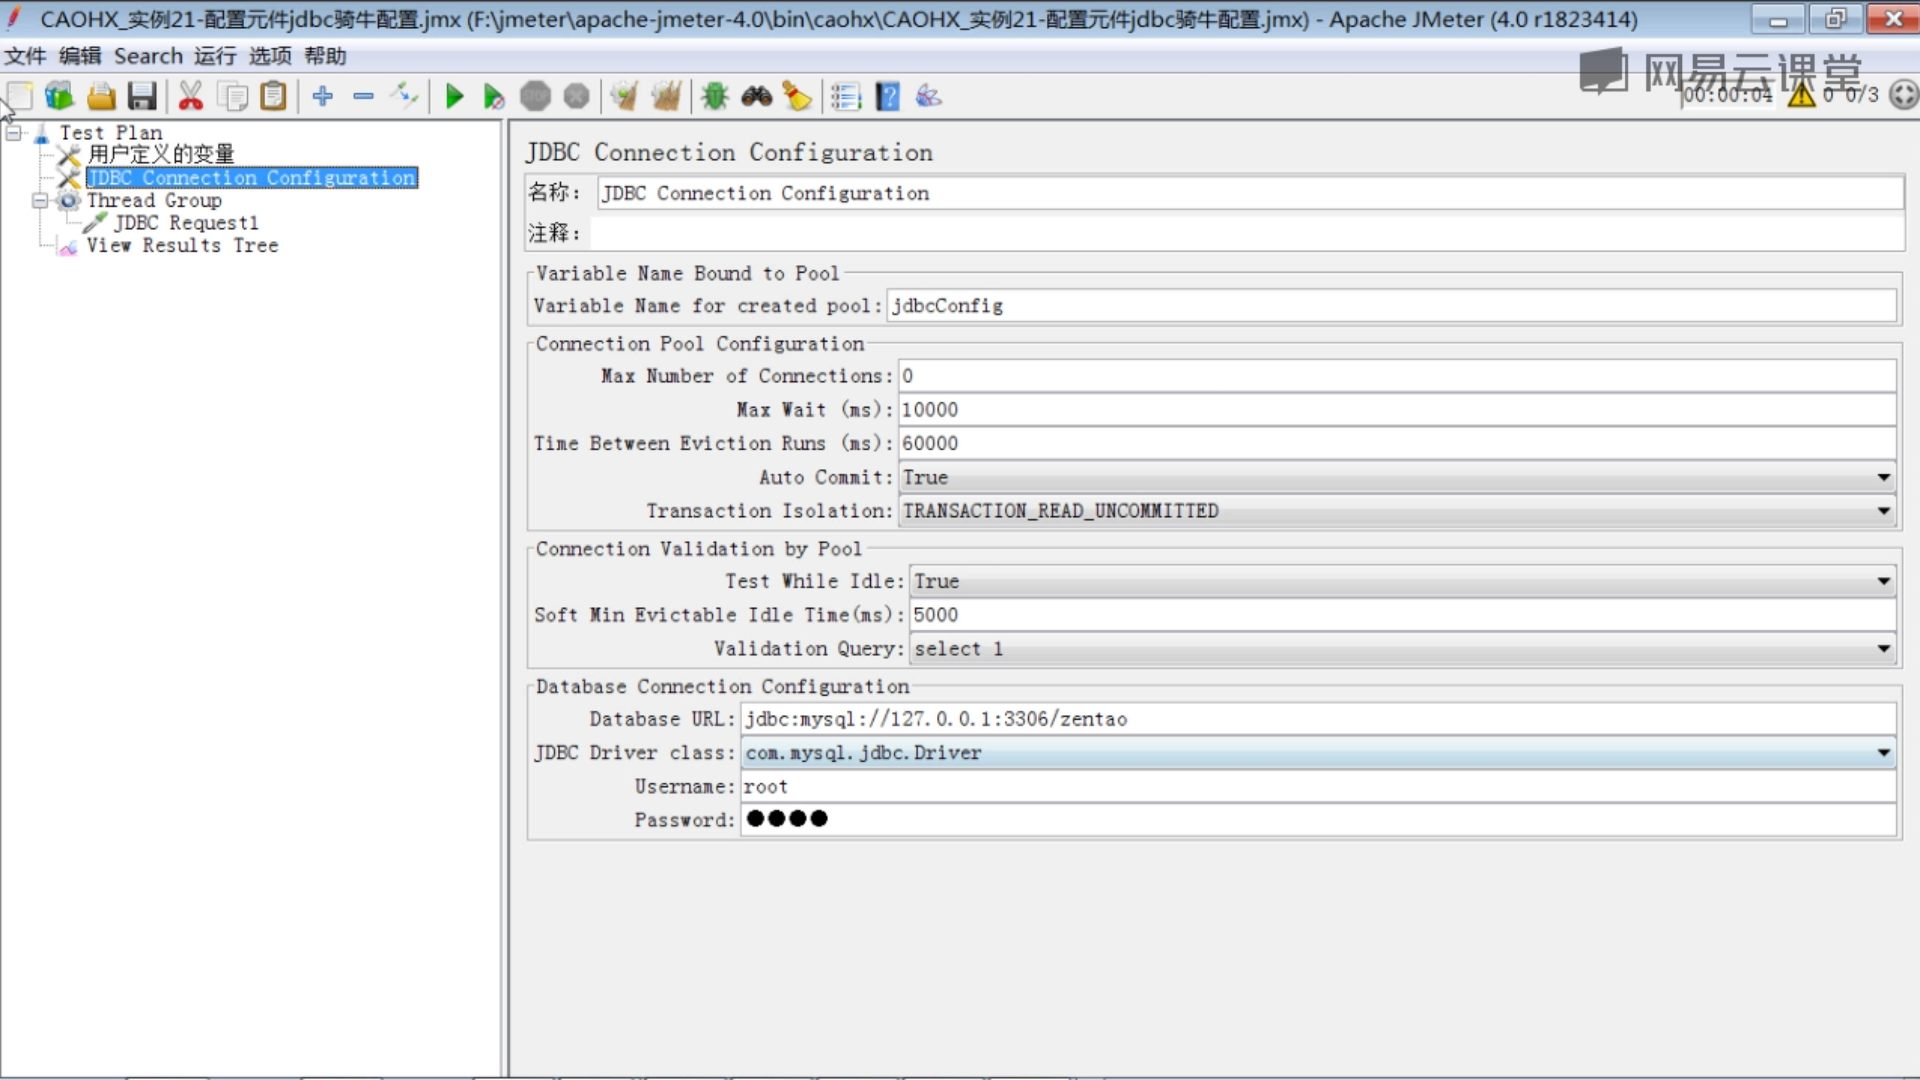 CAOHX_实例21-配置元件jdbc骑牛配置.jmx (F:\jmeter\apache-jmeter-4.0\bin\caohx\CAOHX_实例21-配置元件jdbc骑牛配置.jmx) - Apache JMeter (4.0 r1823414)
文件 编辑 Search 运行 选项 帮助
网易云课堂
00:00:04 0 0/3
Test Plan
用户定义的变量
JDBC Connection Configuration
Thread Group
JDBC Request1
View Results Tree
JDBC Connection Configuration
名称： JDBC Connection Configuration
注释：
Variable Name Bound to Pool
Variable Name for created pool: jdbcConfig
Connection Pool Configuration
Max Number of Connections: 0
Max Wait (ms): 10000
Time Between Eviction Runs (ms): 60000
Auto Commit: True
Transaction Isolation: TRANSACTION_READ_UNCOMMITTED
Connection Validation by Pool
Test While Idle: True
Soft Min Evictable Idle Time(ms): 5000
Validation Query: select 1
Database Connection Configuration
Database URL: jdbc:mysql://127.0.0.1:3306/zentao
JDBC Driver class: com.mysql.jdbc.Driver
Username: root
Password: ●●●●